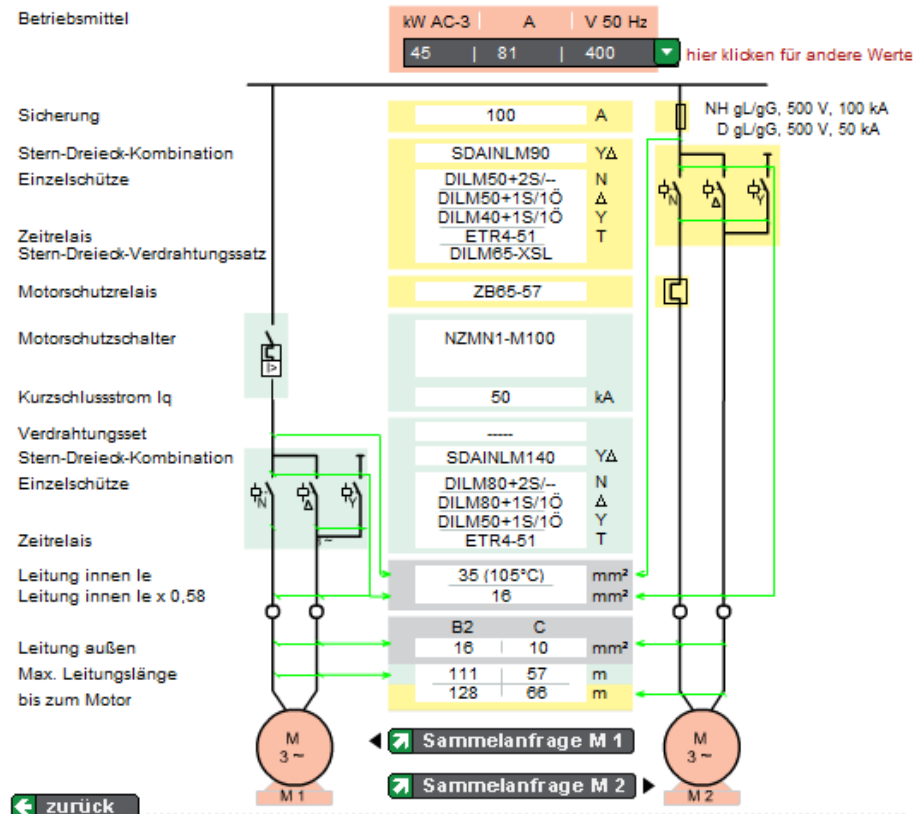 Betriebsmittel
kW AC-3 | A | V 50 Hz
45 | 81 | 400
hier klicken für andere Werte
Sicherung
100 A
NH gL/gG, 500 V, 100 kA
D gL/gG, 500 V, 50 kA
Stern-Dreieck-Kombination
SDAINLM90 YΔ
Einzelschütze
DILM50+2S/-- N
DILM50+1S/1Ö Δ
DILM40+1S/1Ö Y
Zeitrelais
ETR4-51 T
Stern-Dreieck-Verdrahtungssatz
DILM65-XSL
N Δ Y
Motorschutzrelais
ZB65-57
Motorschutzschalter
NZMN1-M100
I>
Kurzschlussstrom Iq
50 kA
Verdrahtungsset
-----
Stern-Dreieck-Kombination
SDAINLM140 YΔ
Einzelschütze
DILM80+2S/-- N
DILM80+1S/1Ö Δ
DILM50+1S/1Ö Y
N Δ Y
Zeitrelais
ETR4-51 T
3~
Leitung innen Ie
35 (105°C) mm²
Leitung innen Ie x 0,58
16 mm²
B2 C
Leitung außen
16 | 10 mm²
Max. Leitungslänge
111 | 57 m
bis zum Motor
128 | 66 m
M
3 ~
M 1
Sammelanfrage M 1
Sammelanfrage M 2
M
3 ~
M 2
zurück